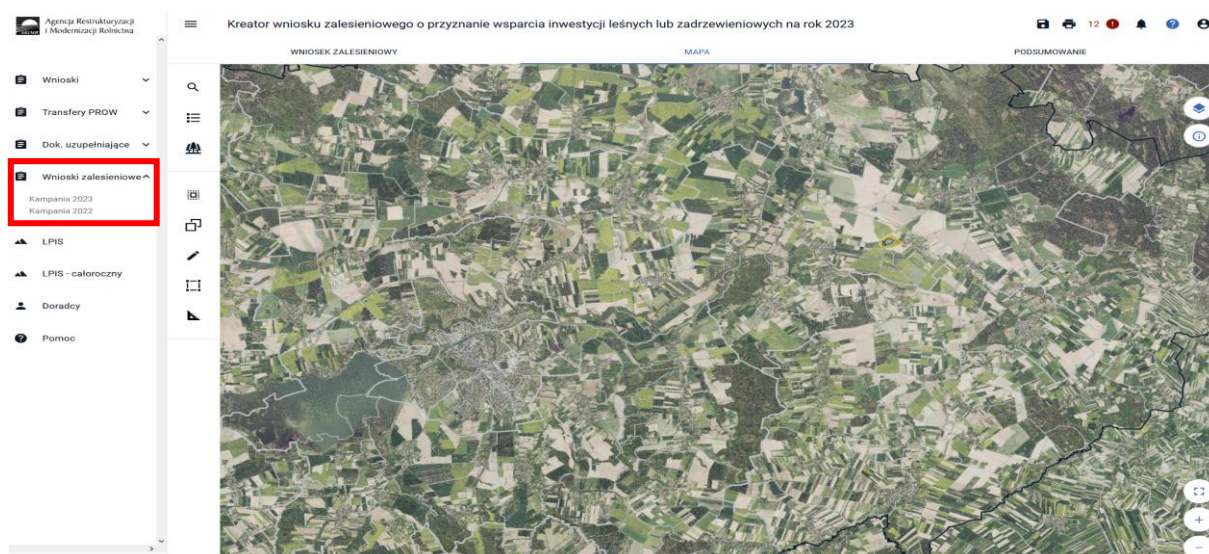 Agencja Restrukturyzacji
i Modernizacji Rolnictwa
Kreator wniosku zalesieniowego o przyznanie wsparcia inwestycji leśnych lub zadrzewieniowych na rok 2023
12
WNIOSEK ZALESIENIOWY
MAPA
PODSUMOWANIE
Wnioski
Transfery PROW
Dok. uzupełniające
Wnioski zalesieniowe
Kampania 2023
Kampania 2022
LPIS
LPIS - całoroczny
Doradcy
Pomoc